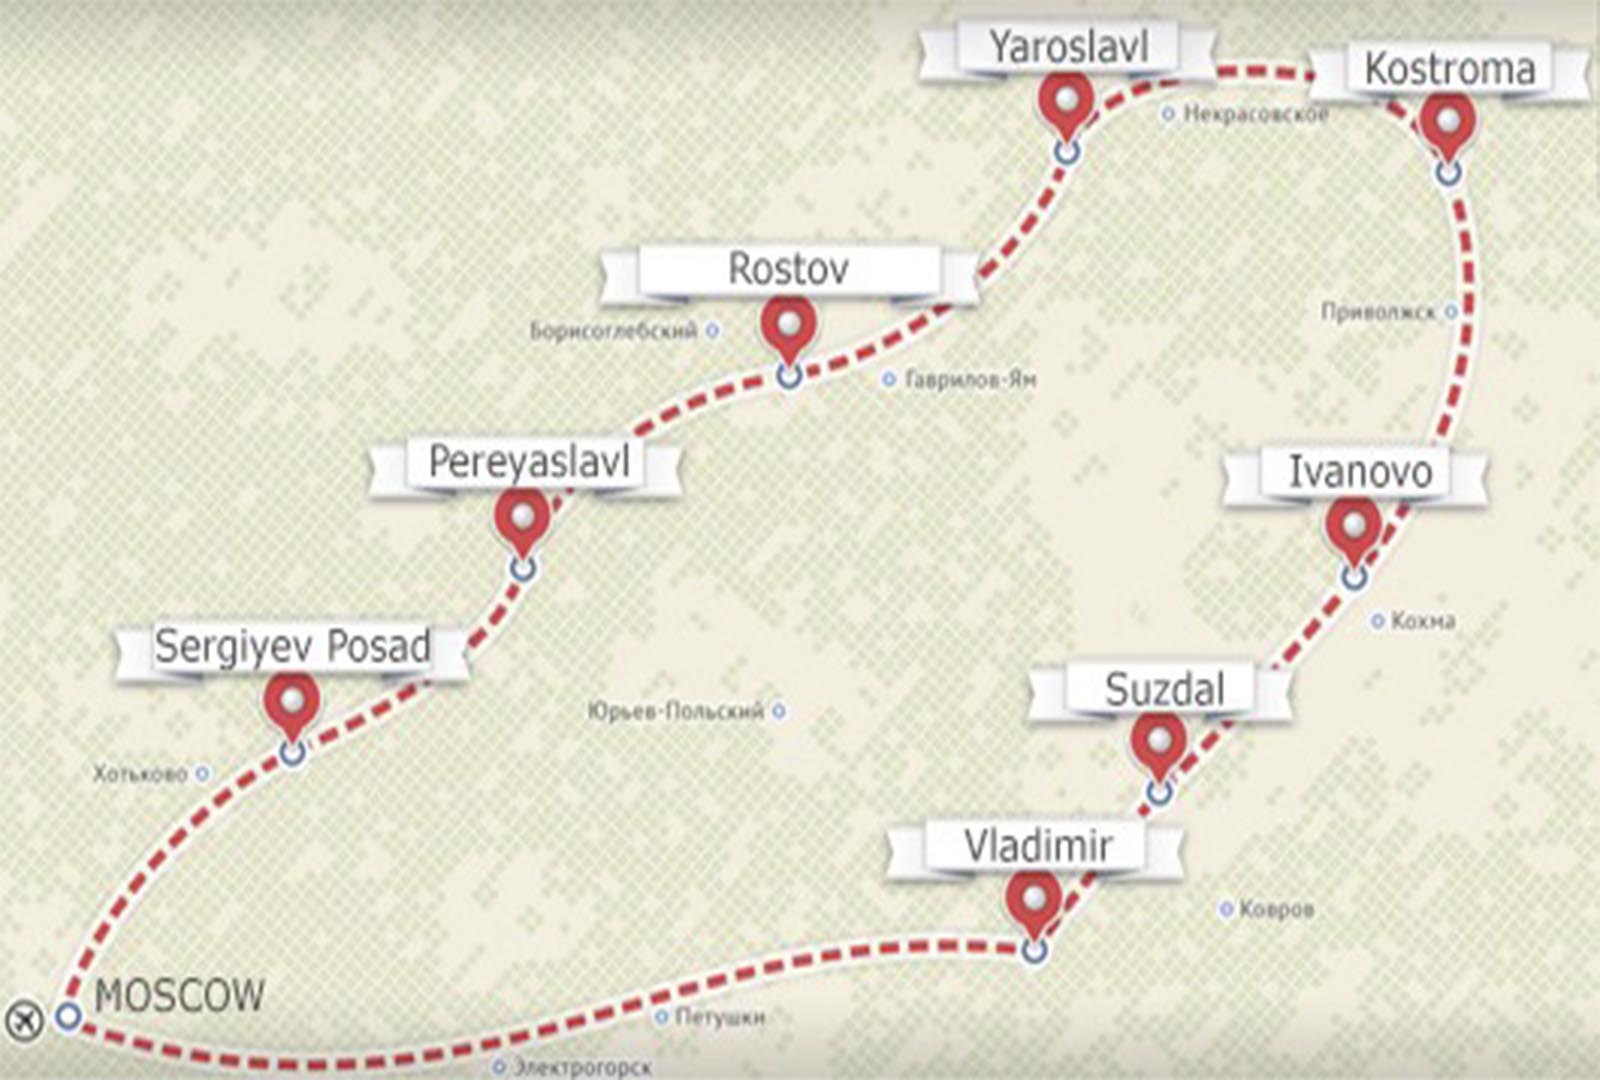 Yaroslavl
Kostroma
Некрасовское
Rostov
Приволжск
Борисоглебский
Гаврилов-Ям
Pereyaslavl
Ivanovo
Кохма
Sergiyev Posad
Suzdal
Юрьев-Польский
Хотьково
Vladimir
Ковров
MOSCOW
Петушки
Электрогорск